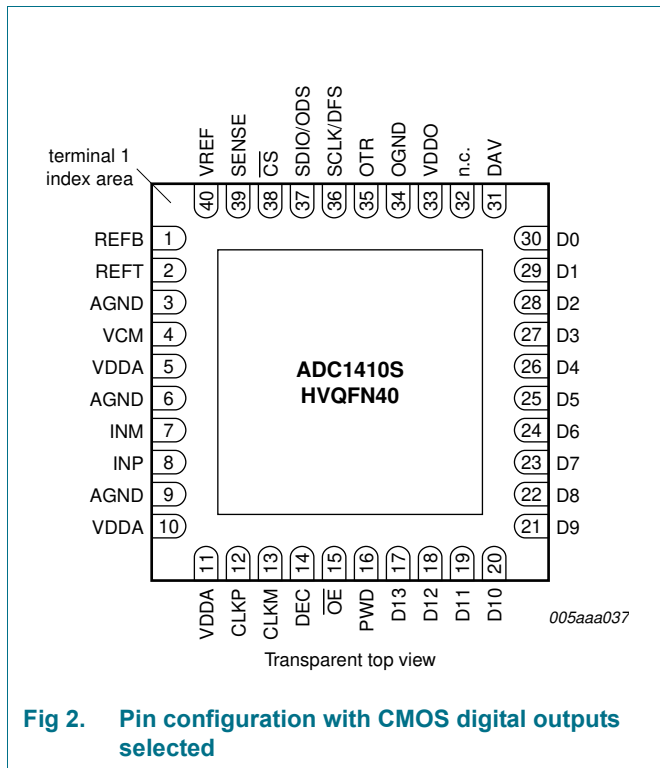 terminal 1
index area
40 VREF
39 SENSE
38 C̅S̅
37 SDIO/ODS
36 SCLK/DFS
35 OTR
34 OGND
33 VDDO
32 n.c.
31 DAV
REFB 1
REFT 2
AGND 3
VCM 4
VDDA 5
AGND 6
INM 7
INP 8
AGND 9
VDDA 10
ADC1410S
HVQFN40
30 D0
29 D1
28 D2
27 D3
26 D4
25 D5
24 D6
23 D7
22 D8
21 D9
VDDA 11
CLKP 12
CLKM 13
DEC 14
O̅E̅ 15
PWD 16
D13 17
D12 18
D11 19
D10 20
005aaa037
Transparent top view
Fig 2. Pin configuration with CMOS digital outputs
selected